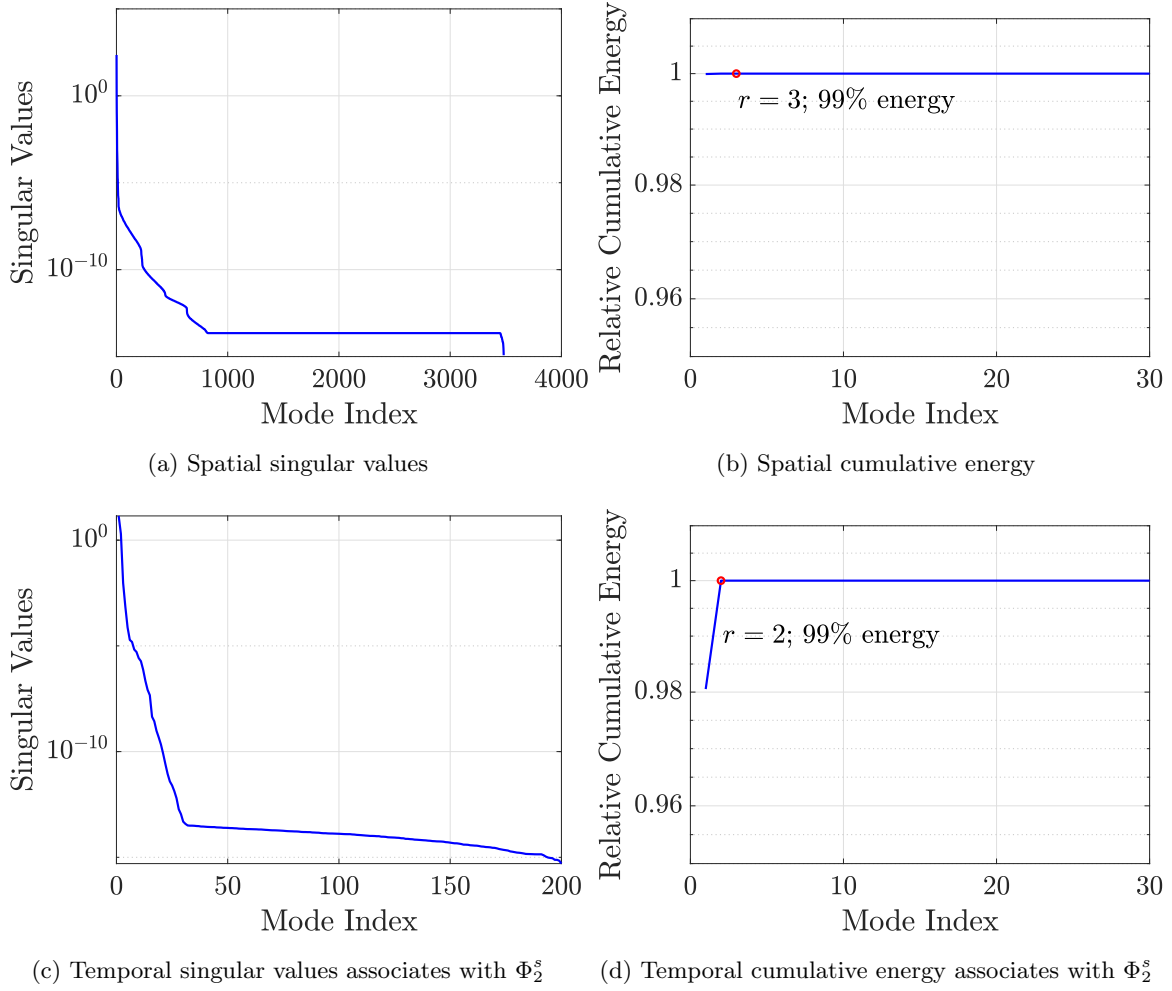 Singular Values
10^0
10^{-10}
0 1000 2000 3000 4000
Mode Index
(a) Spatial singular values
Relative Cumulative Energy
1
0.98
0.96
r = 3; 99% energy
0 10 20 30
Mode Index
(b) Spatial cumulative energy
Singular Values
10^0
10^{-10}
0 50 100 150 200
Mode Index
(c) Temporal singular values associates with Φ_2^s
Relative Cumulative Energy
1
0.98
0.96
r = 2; 99% energy
0 10 20 30
Mode Index
(d) Temporal cumulative energy associates with Φ_2^s